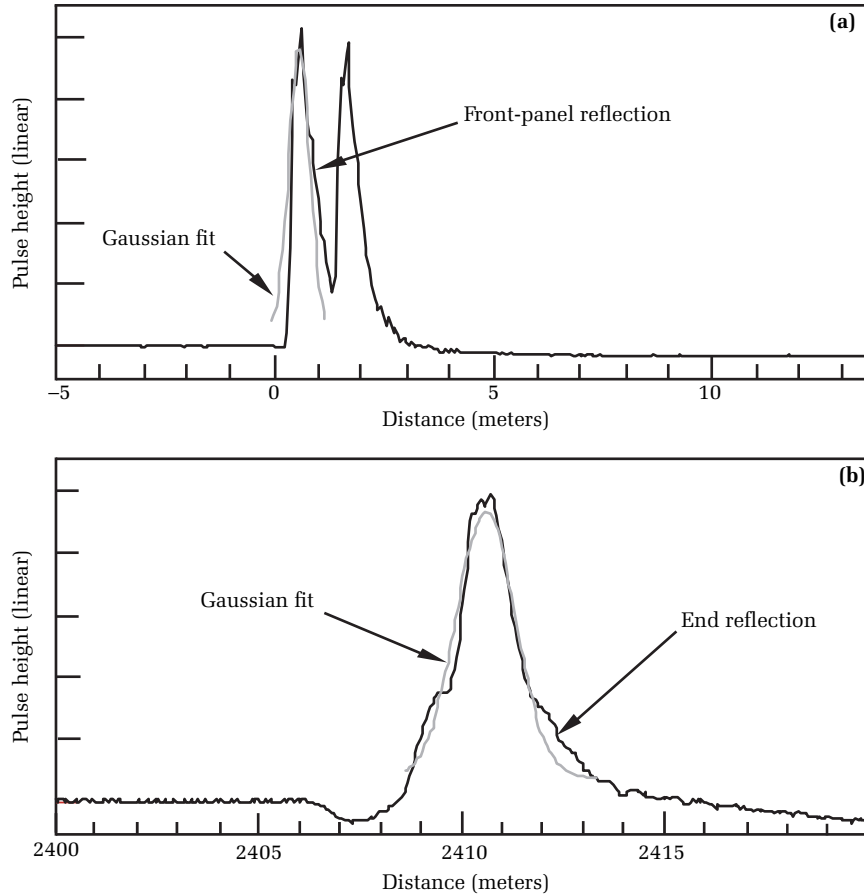 (a)
Pulse height (linear)
Front-panel reflection
Gaussian fit
−5
0
5
10
Distance (meters)
(b)
Pulse height (linear)
Gaussian fit
End reflection
2400
2405
2410
2415
Distance (meters)